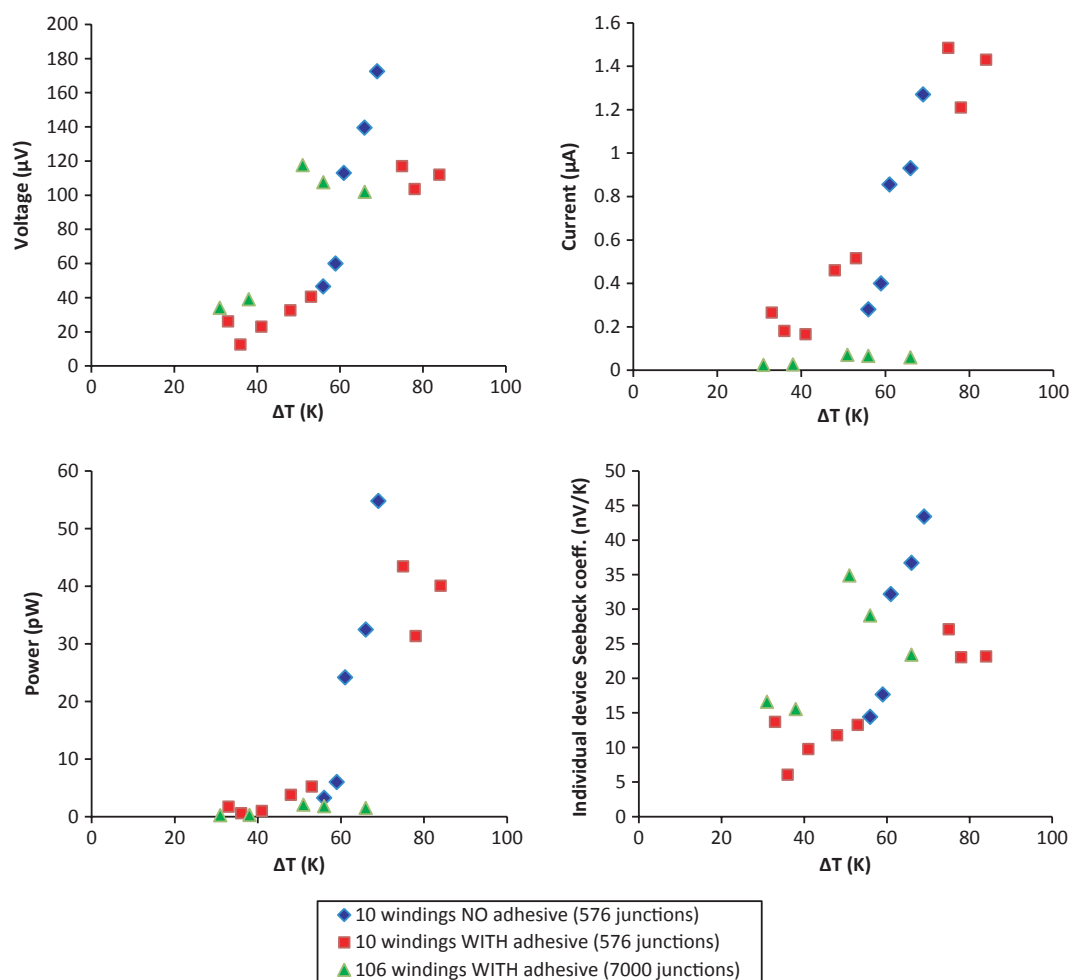 200
180
160
140
120
100
80
60
40
20
0
Voltage (µV)
0 20 40 60 80 100
ΔT (K)
1.6
1.4
1.2
1
0.8
0.6
0.4
0.2
0
Current (µA)
0 20 40 60 80 100
ΔT (K)
60
50
40
30
20
10
0
Power (pW)
0 20 40 60 80 100
ΔT (K)
50
45
40
35
30
25
20
15
10
5
0
Individual device Seebeck coeff. (nV/K)
0 20 40 60 80 100
ΔT (K)
10 windings NO adhesive (576 junctions)
10 windings WITH adhesive (576 junctions)
106 windings WITH adhesive (7000 junctions)